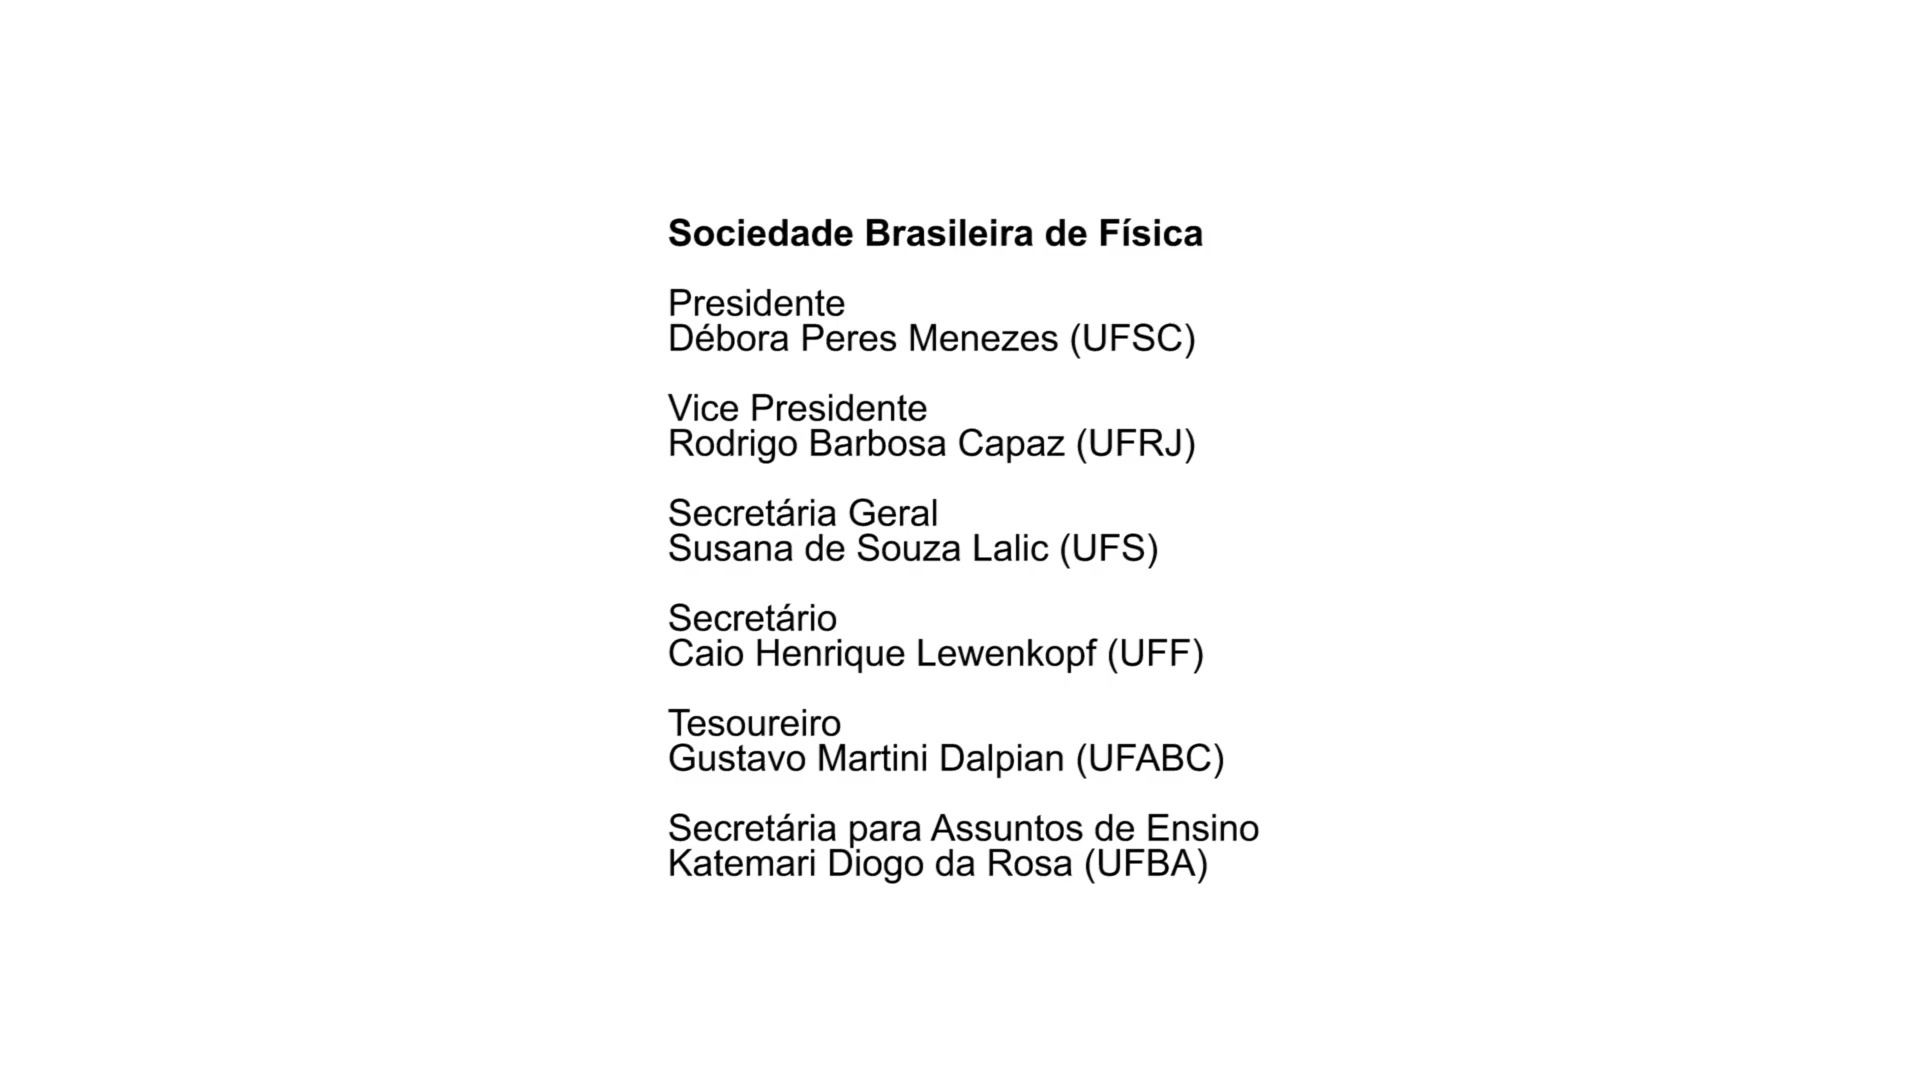 Sociedade Brasileira de Física
Presidente
Débora Peres Menezes (UFSC)
Vice Presidente
Rodrigo Barbosa Capaz (UFRJ)
Secretária Geral
Susana de Souza Lalic (UFS)
Secretário
Caio Henrique Lewenkopf (UFF)
Tesoureiro
Gustavo Martini Dalpian (UFABC)
Secretária para Assuntos de Ensino
Katemari Diogo da Rosa (UFBA)